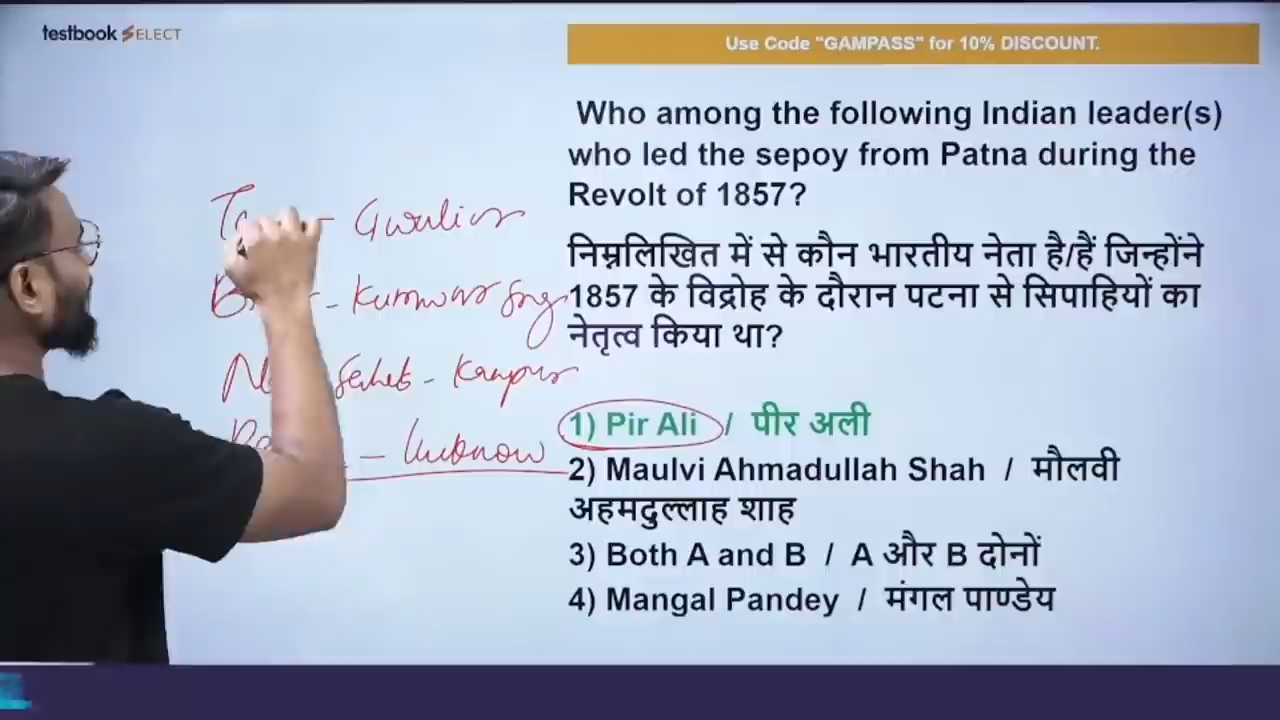 testbook SELECT
Use Code "GAMPASS" for 10% DISCOUNT.
Who among the following Indian leader(s)
who led the sepoy from Patna during the
Revolt of 1857?
निम्नलिखित में से कौन भारतीय नेता है/हैं जिन्होंने
1857 के विद्रोह के दौरान पटना से सिपाहियों का
नेतृत्व किया था?
1) Pir Ali / पीर अली
2) Maulvi Ahmadullah Shah / मौलवी
अहमदुल्लाह शाह
3) Both A and B / A और B दोनों
4) Mangal Pandey / मंगल पाण्डेय
- Gwalior
- Kunwar Sing
Saheb - Kanpur
- Lucknow